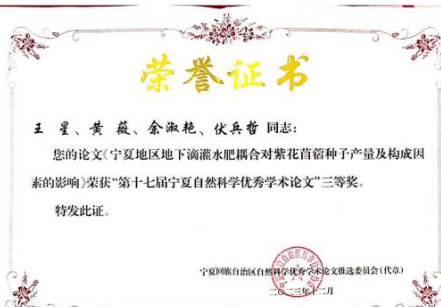 荣誉证书
王 星、黄 薇、余淑艳、伏兵哲 同志:
您的论文《宁夏地区地下滴灌水肥耦合对紫花苜蓿种子产量及构成因
素的影响》荣获“第十七届宁夏自然科学优秀学术论文”三等奖。
特发此证。
宁夏回族自治区自然科学优秀学术论文推选委员会(代章)
二〇二三年十二月